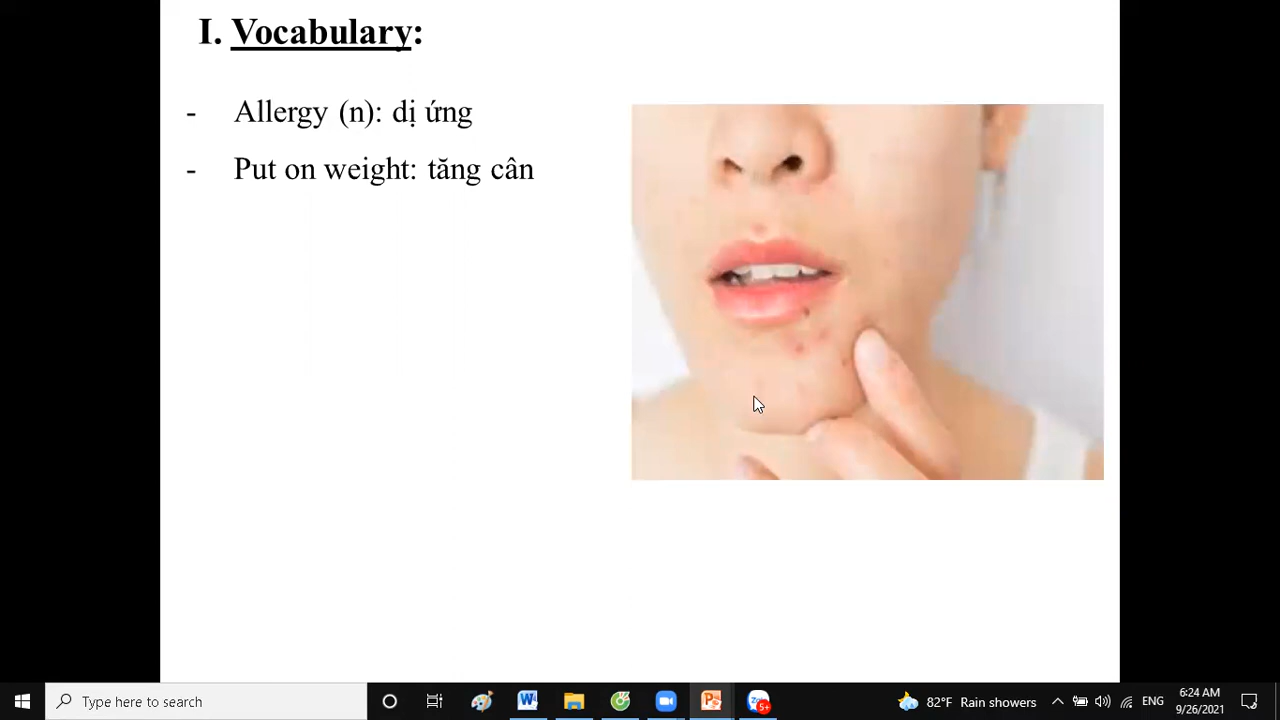 I. Vocabulary:
- Allergy (n): dị ứng
- Put on weight: tăng cân
Type here to search
82°F Rain showers
ENG
6:24 AM
9/26/2021
5+